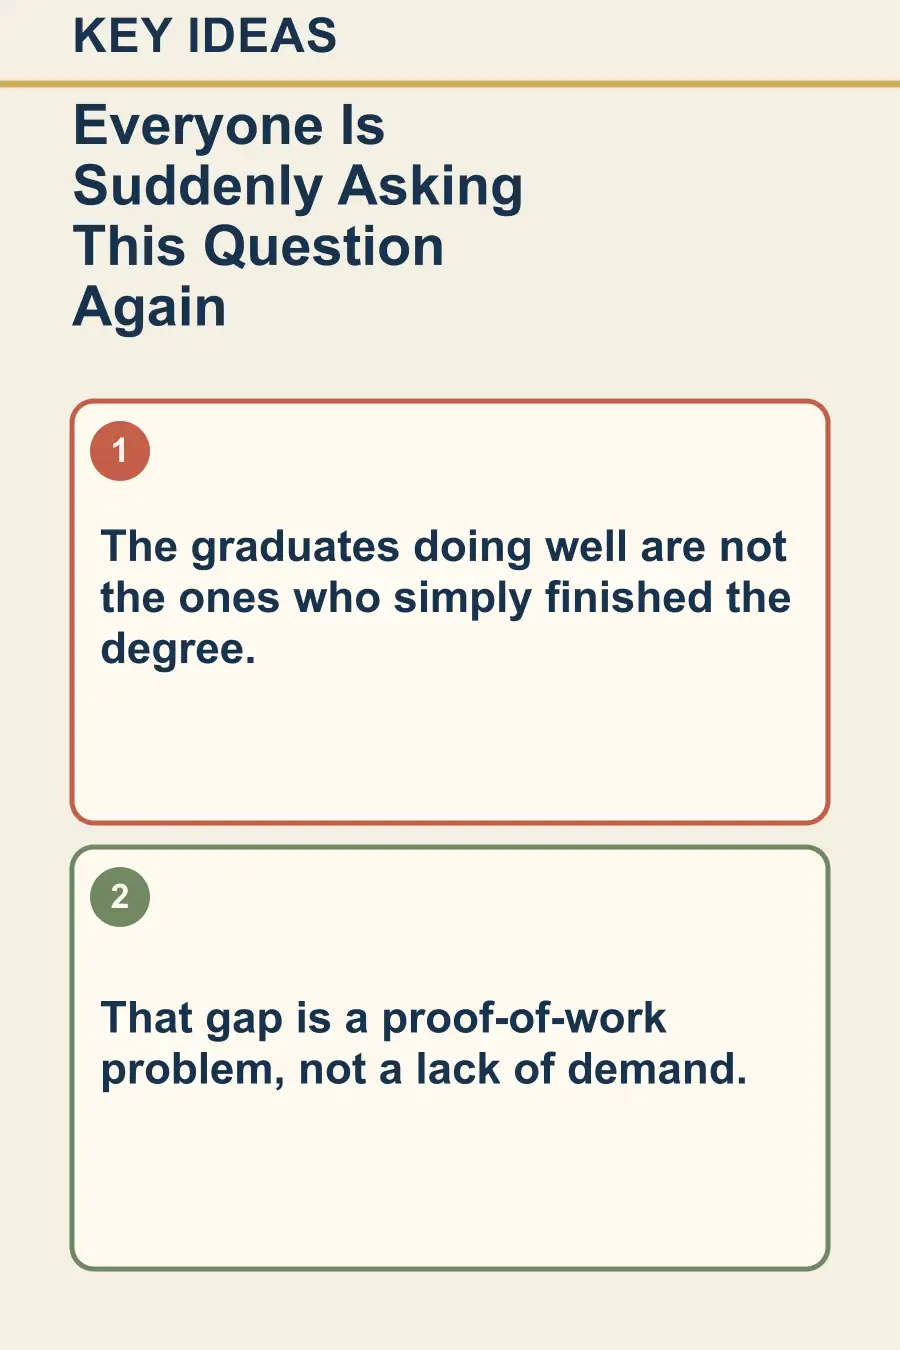 KEY IDEAS
Everyone Is
Suddenly Asking
This Question
Again
1
The graduates doing well are not
the ones who simply finished the
degree.
2
That gap is a proof-of-work
problem, not a lack of demand.